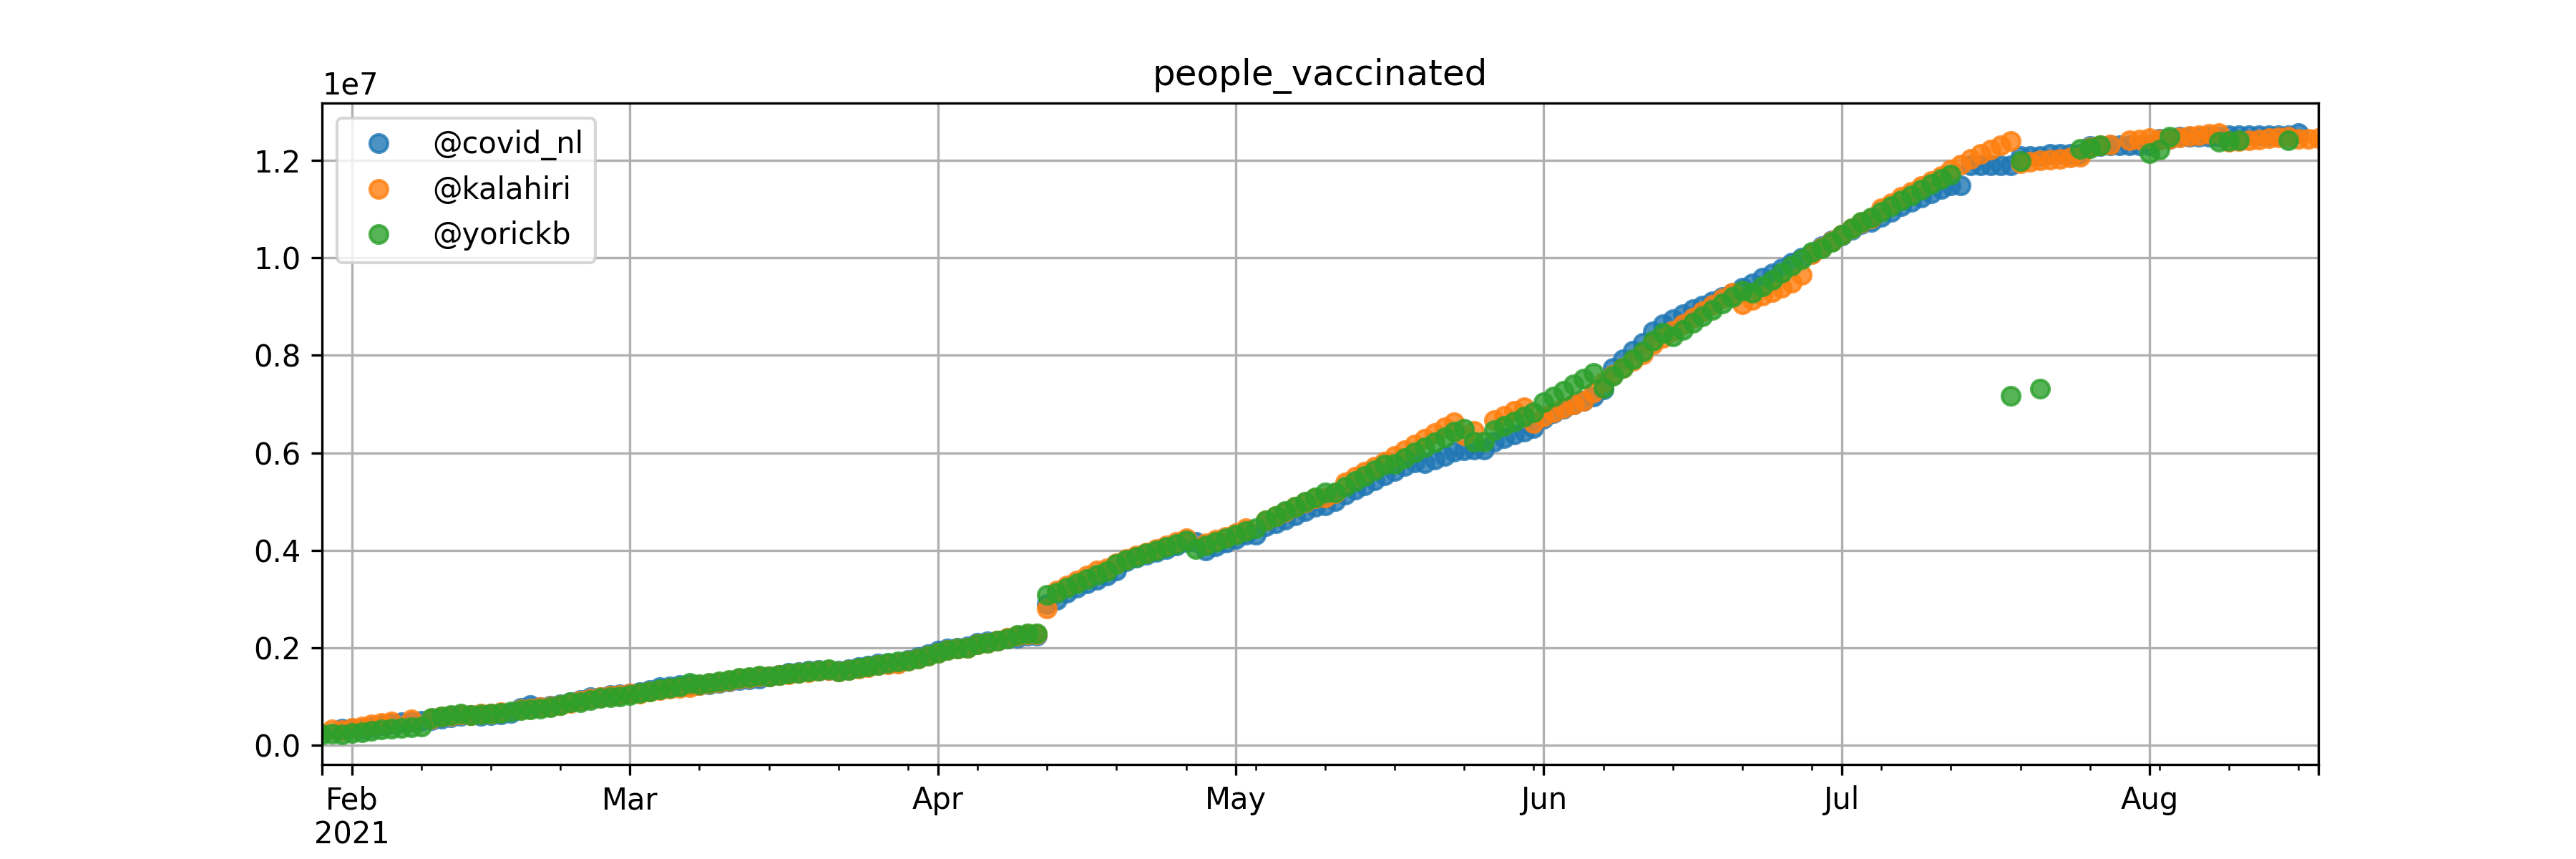 people_vaccinated
1e7
@covid_nl
@kalahiri
@yorickb
1.2
1.0
0.8
0.6
0.4
0.2
0.0
Feb Mar Apr May Jun Jul Aug
2021